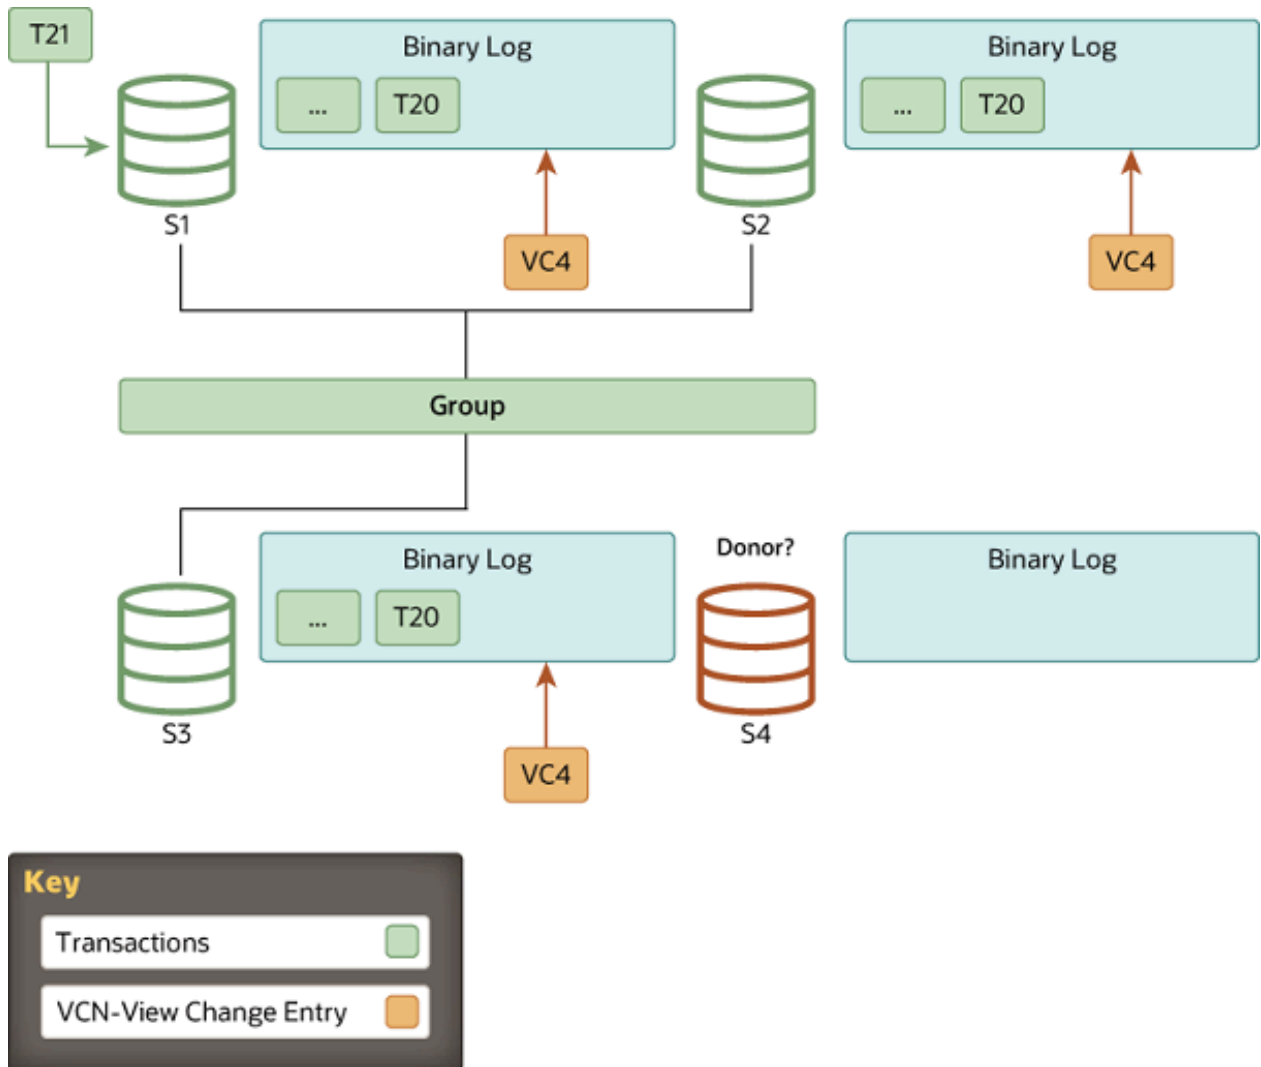 T21
Binary Log
... T20
S1
VC4
Binary Log
... T20
S2
VC4
Group
Binary Log
... T20
S3
VC4
Donor?
S4
Binary Log
Key
Transactions
VCN-View Change Entry